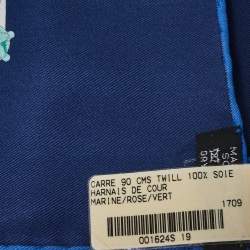 CARRE 90 CMS TWILL 100% SOIE
HARNAIS DE COUR
MARINE/ROSE/VERT
1709
001624S 19